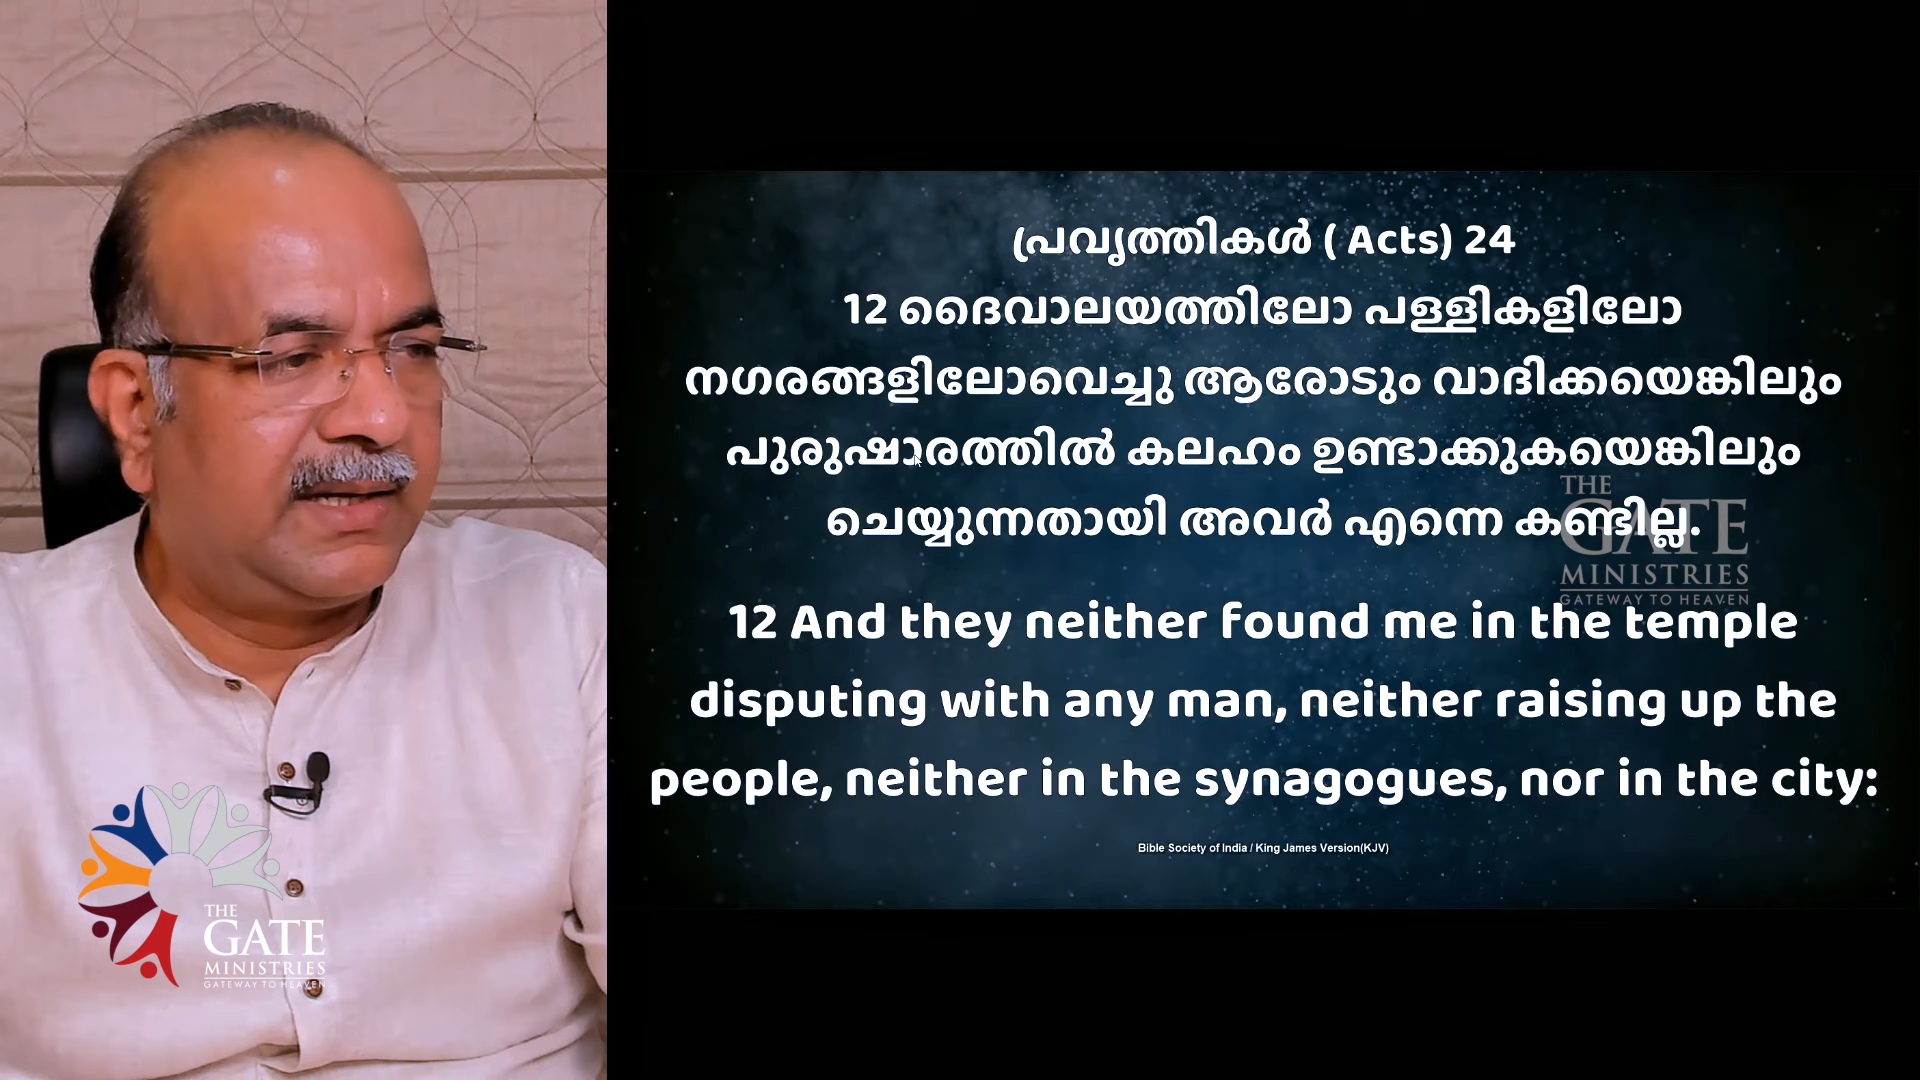 പ്രവൃത്തികൾ ( Acts) 24
12 ദൈവാലയത്തിലോ പള്ളികളിലോ
നഗരങ്ങളിലോവെച്ചു ആരോടും വാദിക്കയെങ്കിലും
പുരുഷാരത്തിൽ കലഹം ഉണ്ടാക്കുകയെങ്കിലും
ചെയ്യുന്നതായി അവർ എന്നെ കണ്ടില്ല.
THE
GATE
MINISTRIES
GATEWAY TO HEAVEN
12 And they neither found me in the temple
disputing with any man, neither raising up the
people, neither in the synagogues, nor in the city:
Bible Society of India / King James Version(KJV)
THE
GATE
MINISTRIES
GATEWAY TO HEAVEN